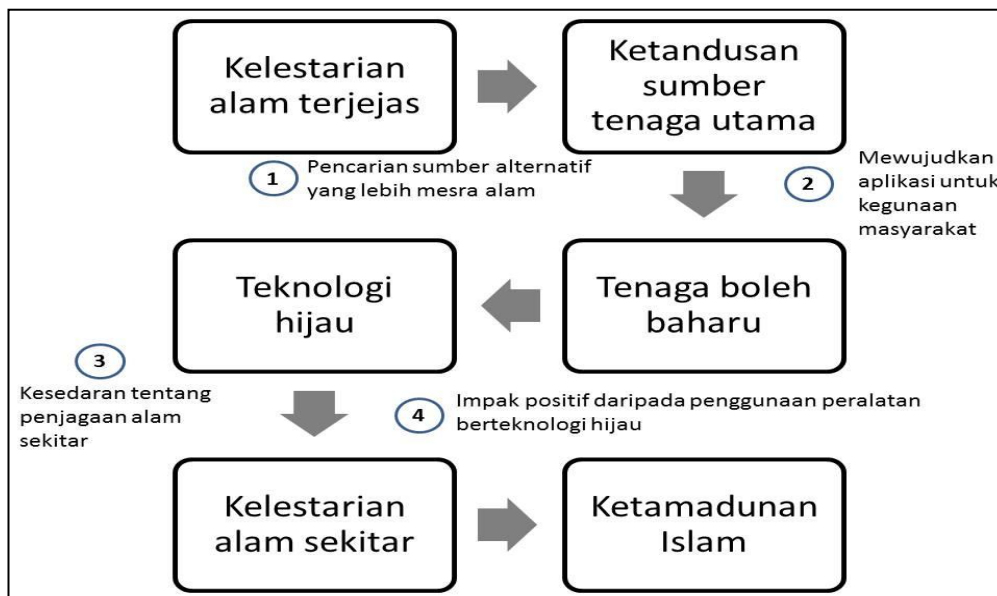 Kelestarian
alam terjejas
Ketandusan
sumber
tenaga utama
1
Pencarian sumber alternatif
yang lebih mesra alam
2
Mewujudkan
aplikasi untuk
kegunaan
masyarakat
Teknologi
hijau
Tenaga boleh
baharu
3
Kesedaran tentang
penjagaan alam
sekitar
4
Impak positif daripada penggunaan peralatan
berteknologi hijau
Kelestarian
alam sekitar
Ketamadunan
Islam